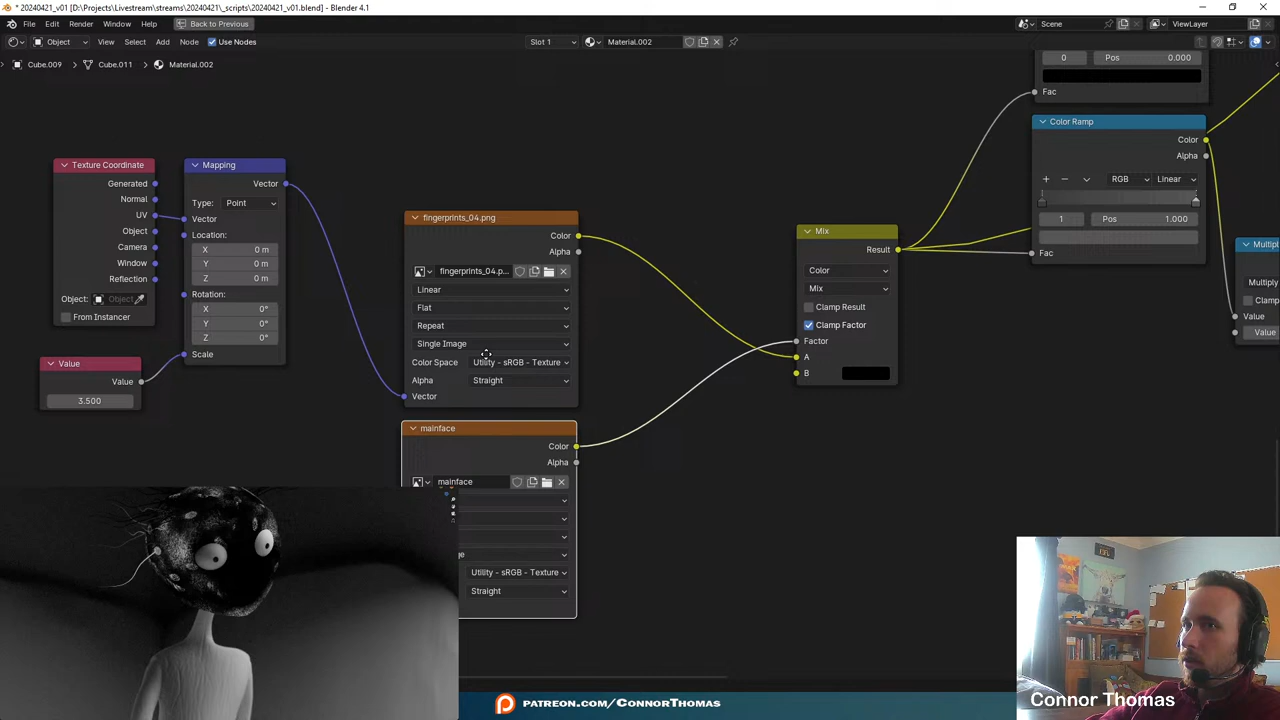 * 20240421_v01 [D:\Projects\Livestream\streams\20240421\_scripts\20240421_v01.blend] - Blender 4.1
File Edit Render Window Help Back to Previous Scene ViewLayer
Object View Select Add Node Use Nodes Slot 1 Material.002
Cube.009 > Cube.011 > Material.002
0 Pos 0.000
Fac
Color Ramp
Color
Alpha
RGB Linear
1 Pos 1.000
Fac
Texture Coordinate
Generated
Normal
UV
Object
Camera
Window
Reflection
Object: Object
From Instancer
Value
Value
3.500
Mapping
Vector
Type: Point
Vector
Location:
X 0 m
Y 0 m
Z 0 m
Rotation:
X 0°
Y 0°
Z 0°
Scale
fingerprints_04.png
Color
Alpha
fingerprints_04.p...
Linear
Flat
Repeat
Single Image
Color Space Utility - sRGB - Texture
Alpha Straight
Vector
mainface
Color
Alpha
mainface
Utility - sRGB - Texture
Straight
Mix
Result
Color
Mix
Clamp Result
Clamp Factor
Factor
A
B
Multipl
Multiply
Clamp
Value
Value
PATREON.COM/CONNORTHOMAS
Connor Thomas